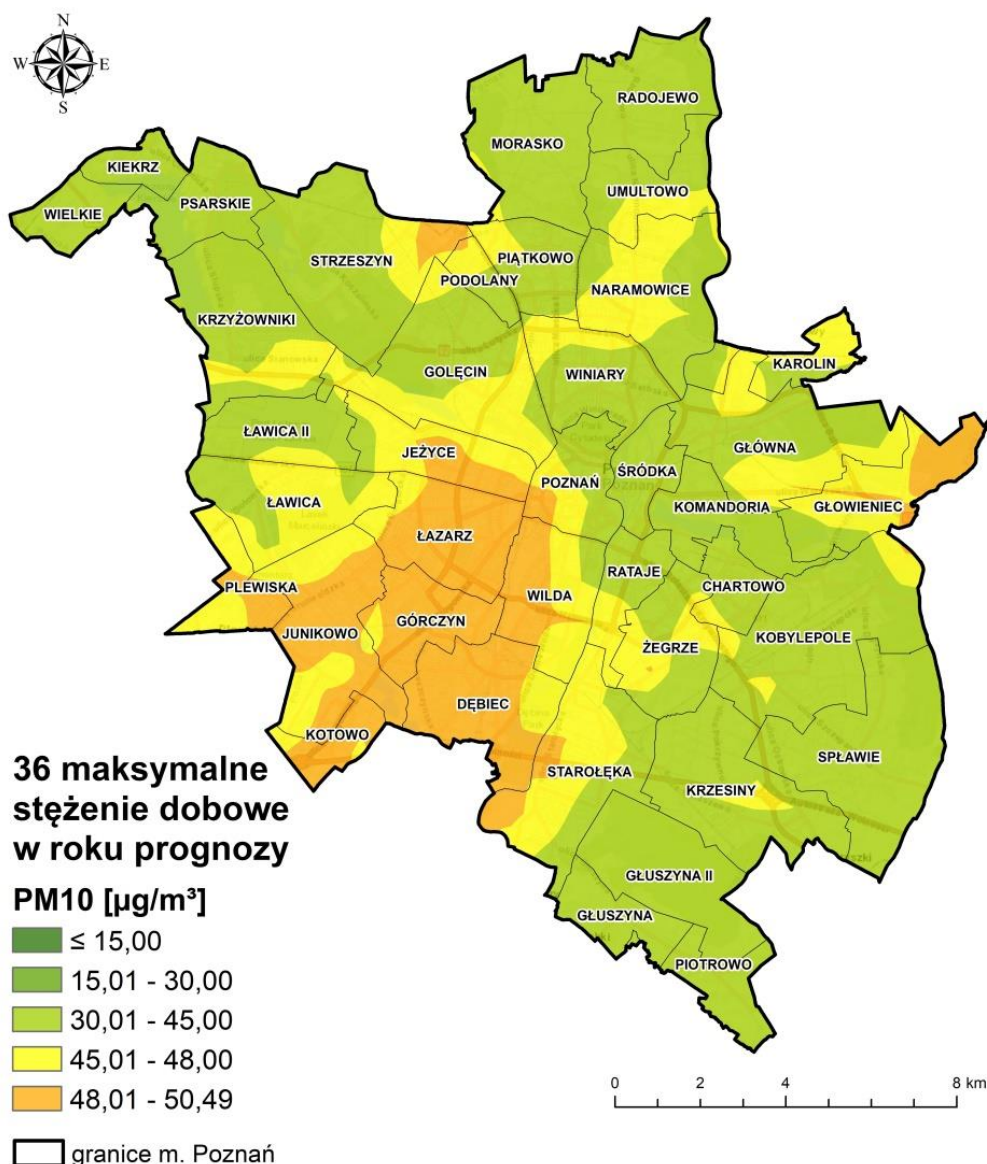 N
W E
S
RADOJEWO
MORASKO
KIEKRZ
UMULTOWO
PSARSKIE
WIELKIE
STRZESZYN
PIĄTKOWO
PODOLANY
NARAMOWICE
KRZYŻOWNIKI
KAROLIN
GOLĘCIN
WINIARY
ŁAWICA II
GŁÓWNA
JEŻYCE
ŚRÓDKA
POZNAŃ
ŁAWICA
KOMANDORIA
GŁOWIENIEC
ŁAZARZ
RATAJE
CHARTOWO
PLEWISKA
WILDA
GÓRCZYN
JUNIKOWO
KOBYLEPOLE
ŻEGRZE
DĘBIEC
KOTOWO
SPŁAWIE
STAROŁĘKA
KRZESINY
GŁUSZYNA II
GŁUSZYNA
PIOTROWO
36 maksymalne
stężenie dobowe
w roku prognozy
PM10 [µg/m³]
≤ 15,00
15,01 - 30,00
30,01 - 45,00
45,01 - 48,00
48,01 - 50,49
granice m. Poznań
0 2 4 8 km